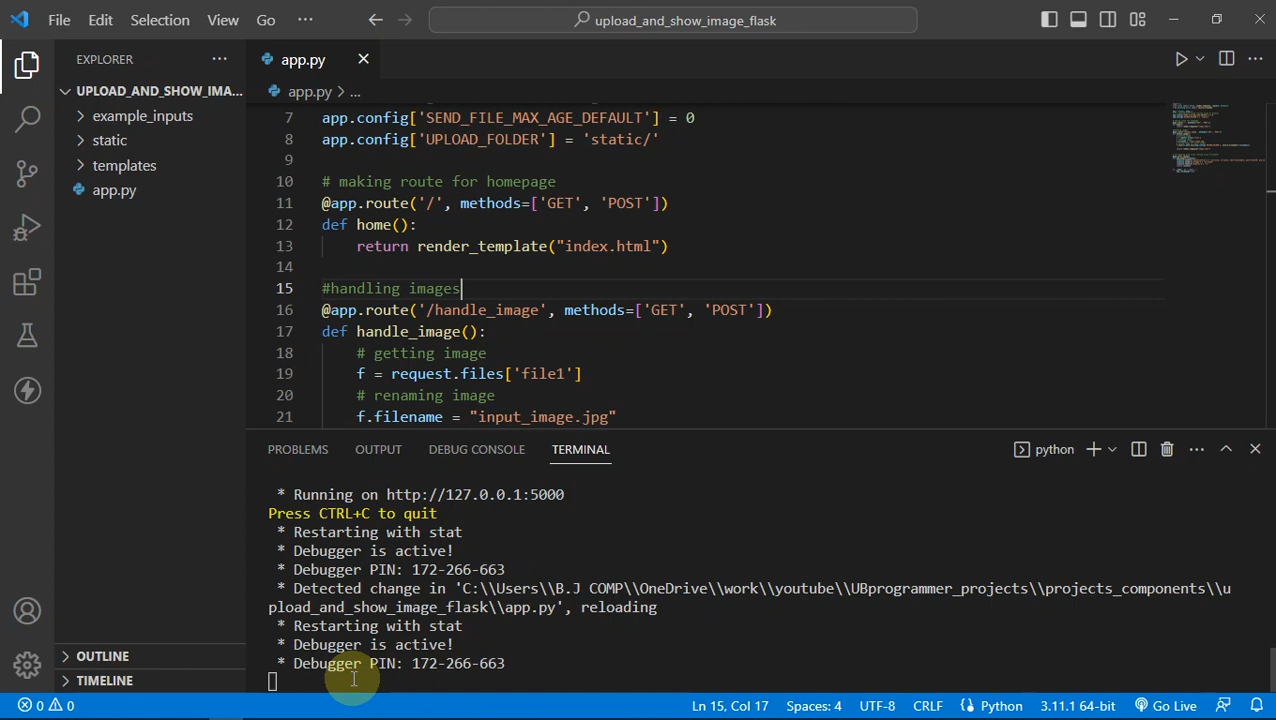 File Edit Selection View Go ···
upload_and_show_image_flask
EXPLORER ···
UPLOAD_AND_SHOW_IMA...
example_inputs
static
templates
app.py
app.py
app.py > ...
7 app.config['SEND_FILE_MAX_AGE_DEFAULT'] = 0
8 app.config['UPLOAD_FOLDER'] = 'static/'
9
10 # making route for homepage
11 @app.route('/', methods=['GET', 'POST'])
12 def home():
13 return render_template("index.html")
14
15 #handling images
16 @app.route('/handle_image', methods=['GET', 'POST'])
17 def handle_image():
18 # getting image
19 f = request.files['file1']
20 # renaming image
21 f.filename = "input_image.jpg"
PROBLEMS OUTPUT DEBUG CONSOLE TERMINAL
python
* Running on http://127.0.0.1:5000
Press CTRL+C to quit
* Restarting with stat
* Debugger is active!
* Debugger PIN: 172-266-663
* Detected change in 'C:\\Users\\B.J COMP\\OneDrive\\work\\youtube\\UBprogrammer_projects\\projects_components\\u
pload_and_show_image_flask\\app.py', reloading
* Restarting with stat
* Debugger is active!
* Debugger PIN: 172-266-663
OUTLINE
TIMELINE
0 0 Ln 15, Col 17 Spaces: 4 UTF-8 CRLF Python 3.11.1 64-bit Go Live